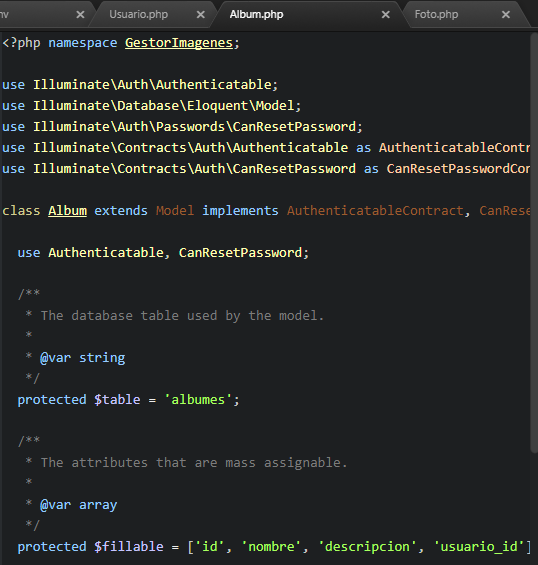 nv Usuario.php Album.php Foto.php
<?php namespace GestorImagenes;
use Illuminate\Auth\Authenticatable;
use Illuminate\Database\Eloquent\Model;
use Illuminate\Auth\Passwords\CanResetPassword;
use Illuminate\Contracts\Auth\Authenticatable as AuthenticatableContr
use Illuminate\Contracts\Auth\CanResetPassword as CanResetPasswordCon
class Album extends Model implements AuthenticatableContract, CanRese
use Authenticatable, CanResetPassword;
/**
* The database table used by the model.
*
* @var string
*/
protected $table = 'albumes';
/**
* The attributes that are mass assignable.
*
* @var array
*/
protected $fillable = ['id', 'nombre', 'descripcion', 'usuario_id']